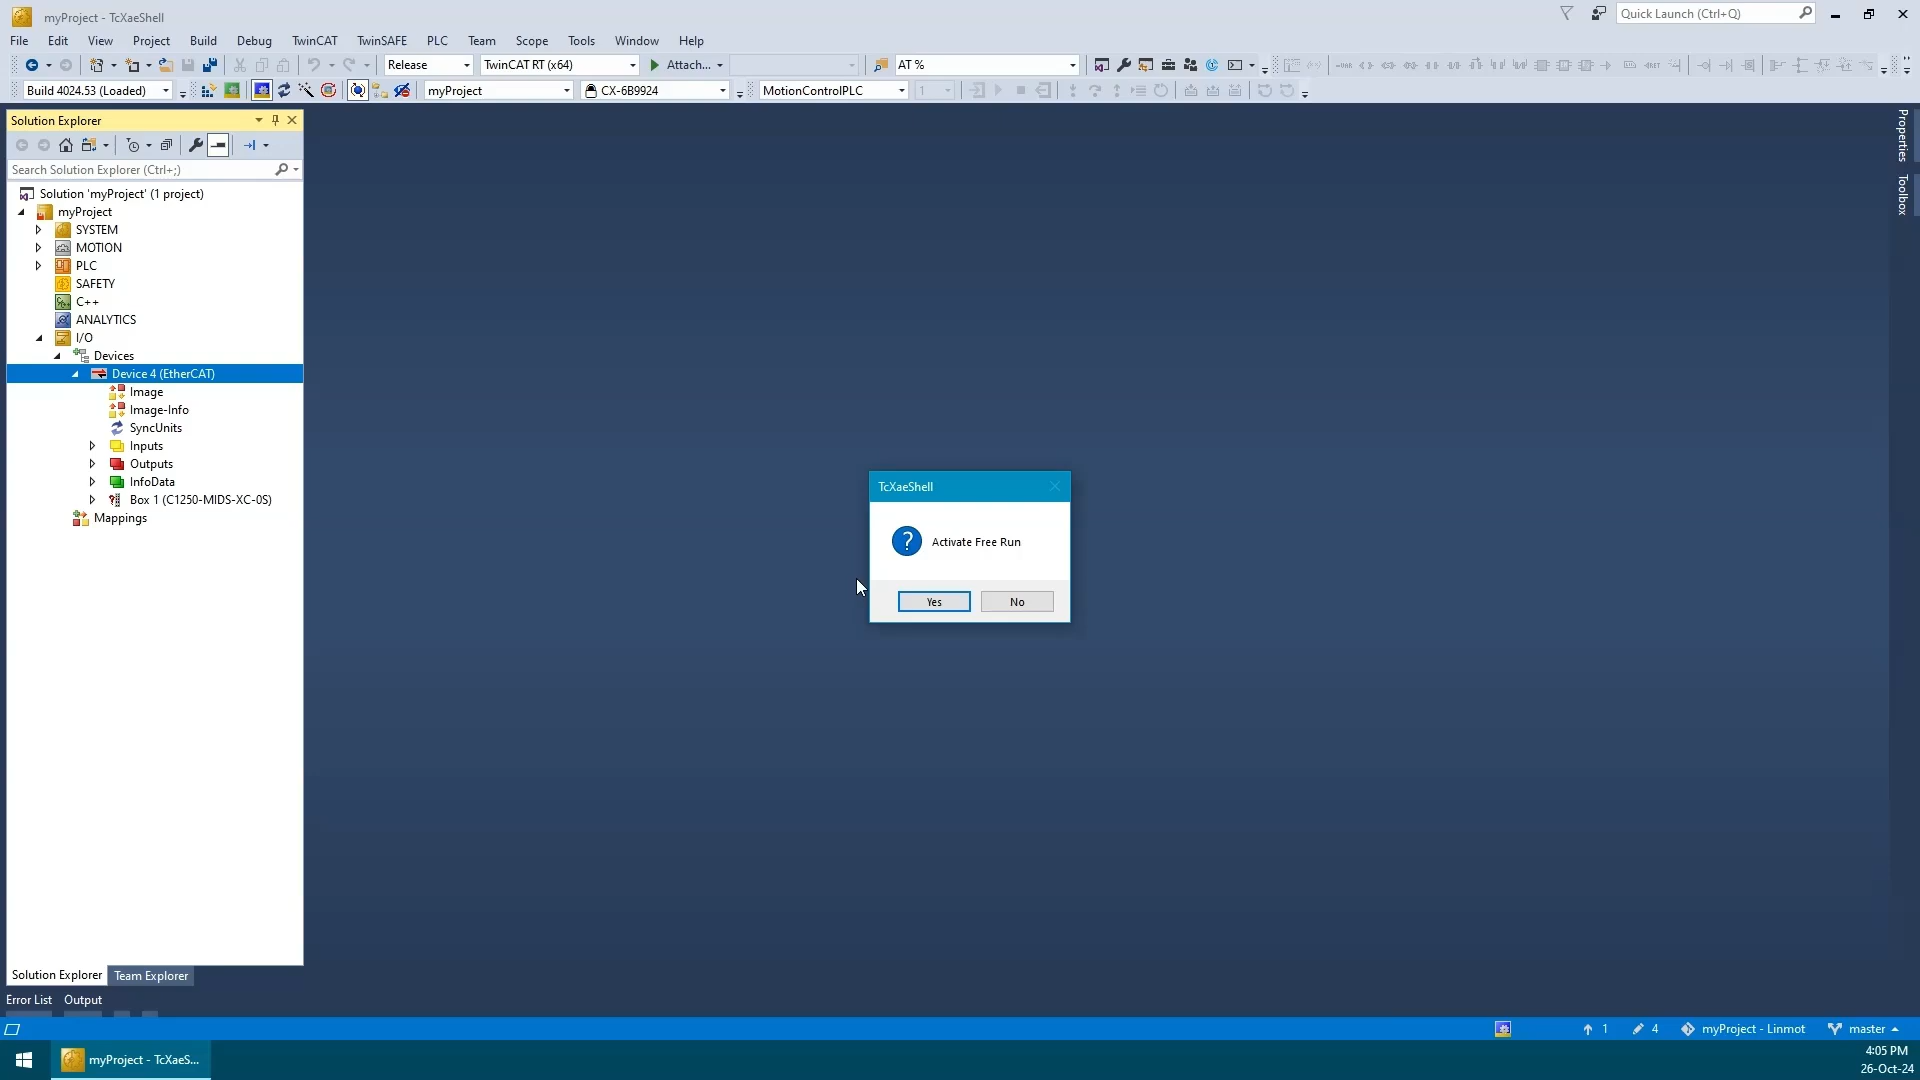 myProject - TcXaeShell
Quick Launch (Ctrl+Q)
File Edit View Project Build Debug TwinCAT TwinSAFE PLC Team Scope Tools Window Help
Release TwinCAT RT (x64) Attach... AT %
Build 4024.53 (Loaded) myProject CX-6B9924 MotionControlPLC 1
Solution Explorer
Search Solution Explorer (Ctrl+;)
Solution 'myProject' (1 project)
myProject
SYSTEM
MOTION
PLC
SAFETY
C++
ANALYTICS
I/O
Devices
Device 4 (EtherCAT)
Image
Image-Info
SyncUnits
Inputs
Outputs
InfoData
Box 1 (C1250-MIDS-XC-0S)
Mappings
Properties
Toolbox
TcXaeShell
Activate Free Run
Yes No
Solution Explorer Team Explorer
Error List Output
1 4 myProject - Linmot master
myProject - TcXaeS...
4:05 PM
26-Oct-24